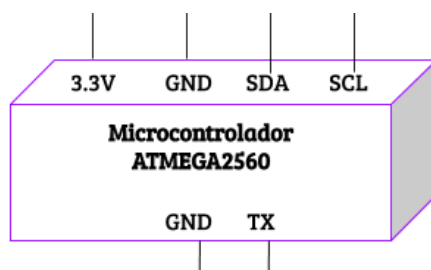 3.3V GND SDA SCL
Microcontrolador
ATMEGA2560
GND TX